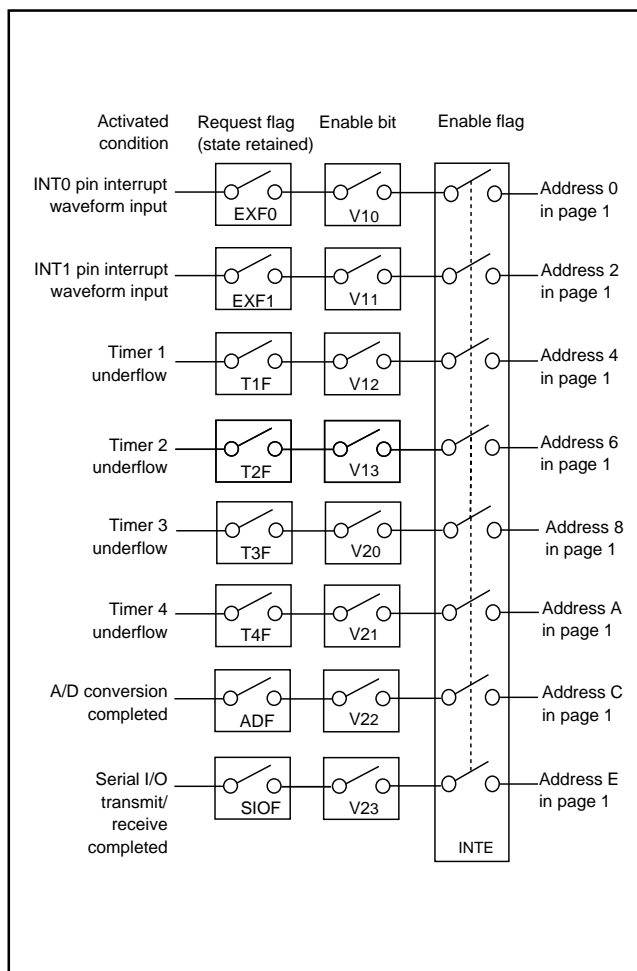 Activated
condition
Request flag
(state retained)
Enable bit
Enable flag
INT0 pin interrupt
waveform input
EXF0
V10
Address 0
in page 1
INT1 pin interrupt
waveform input
EXF1
V11
Address 2
in page 1
Timer 1
underflow
T1F
V12
Address 4
in page 1
Timer 2
underflow
T2F
V13
Address 6
in page 1
Timer 3
underflow
T3F
V20
Address 8
in page 1
Timer 4
underflow
T4F
V21
Address A
in page 1
A/D conversion
completed
ADF
V22
Address C
in page 1
Serial I/O
transmit/
receive
completed
SIOF
V23
Address E
in page 1
INTE